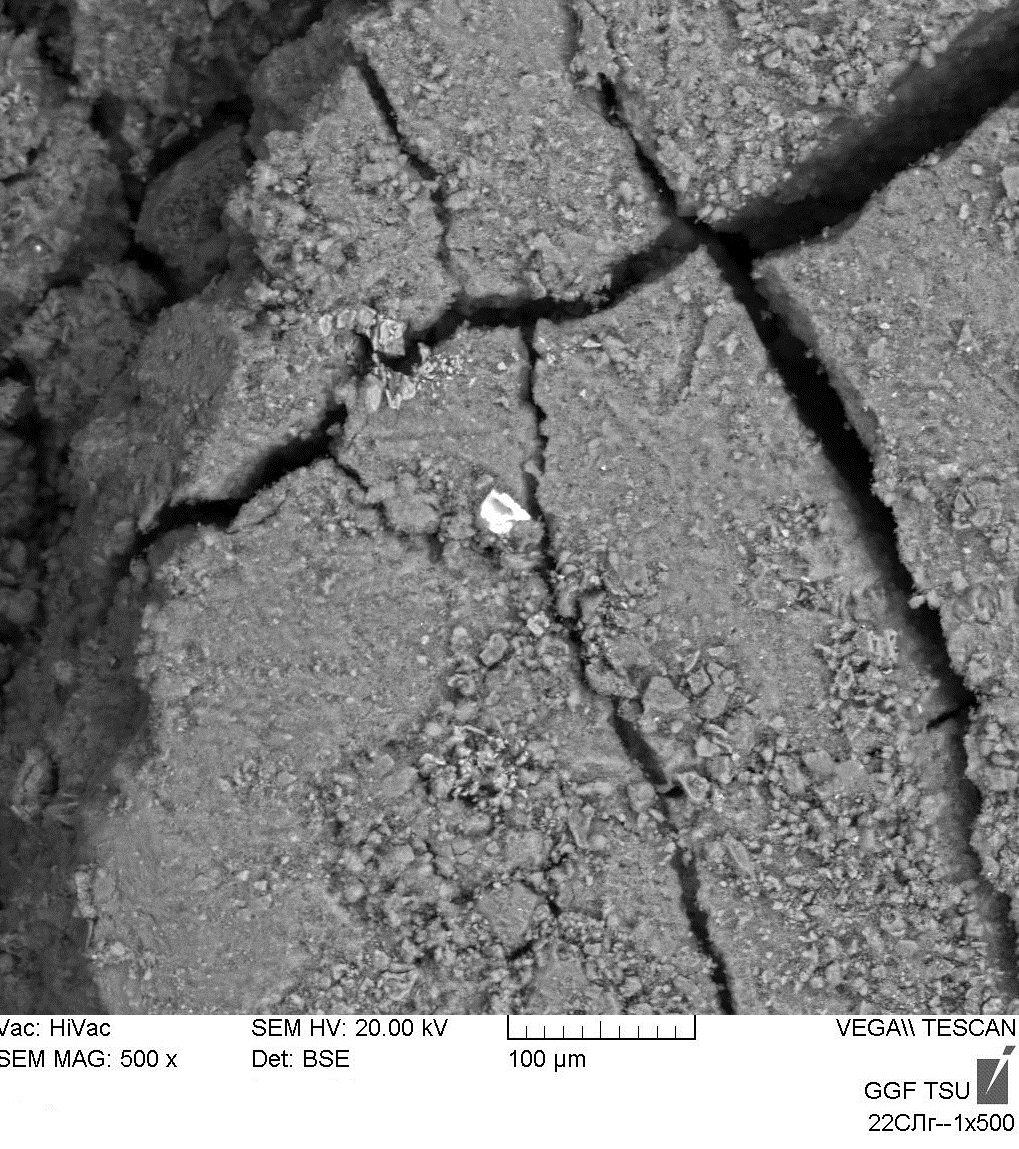 Vac: HiVac SEM HV: 20.00 kV VEGA\\ TESCAN
SEM MAG: 500 x Det: BSE 100 µm
GGF TSU
22СЛг--1x500